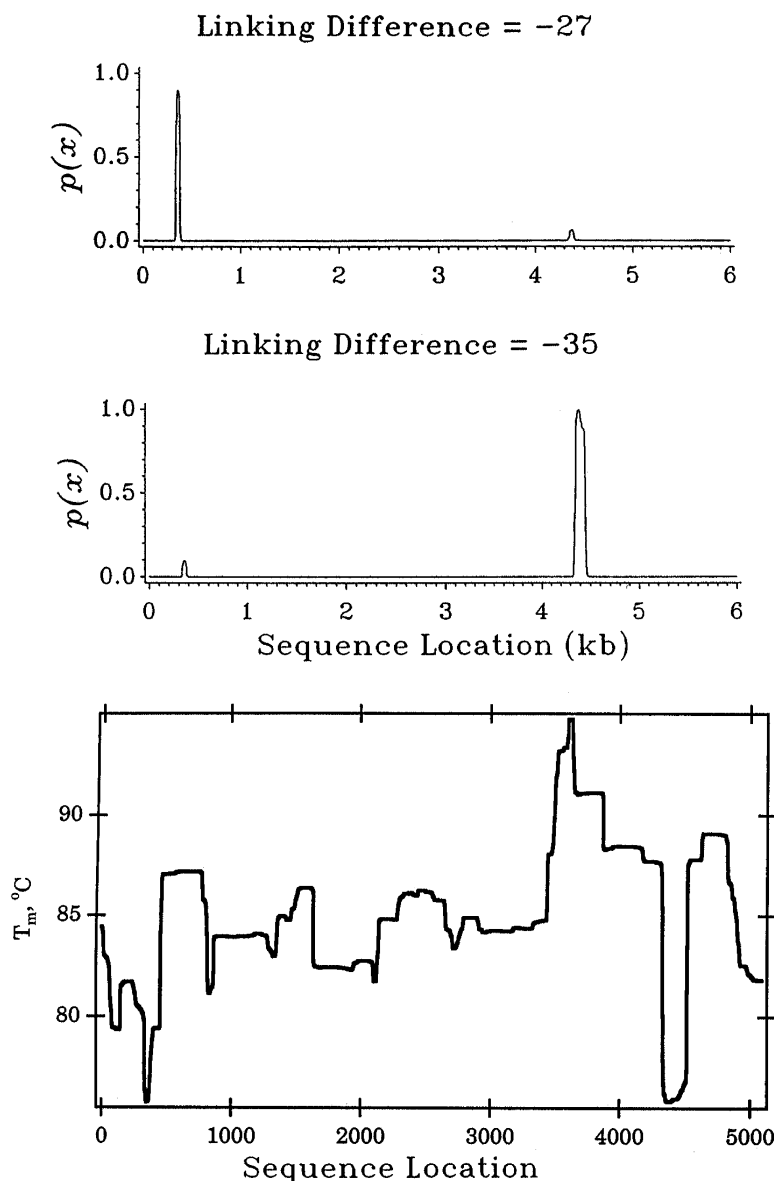 Linking Difference = −27
1.0
0.5
0.0
p(x)
0 1 2 3 4 5 6
Linking Difference = −35
1.0
0.5
0.0
p(x)
0 1 2 3 4 5 6
Sequence Location (kb)
90
85
80
Tm, °C
0 1000 2000 3000 4000 5000
Sequence Location